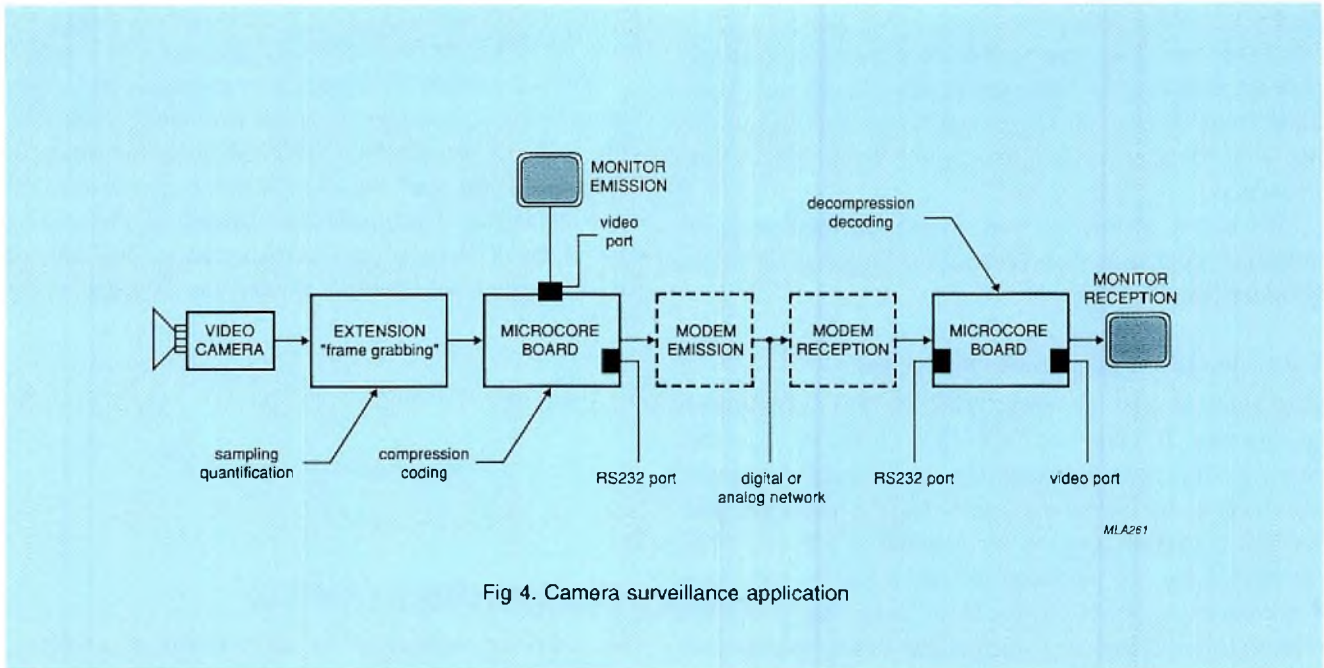 MONITOR
EMISSION
video
port
decompression
decoding
MONITOR
RECEPTION
VIDEO
CAMERA
EXTENSION
"frame grabbing"
MICROCORE
BOARD
MODEM
EMISSION
MODEM
RECEPTION
MICROCORE
BOARD
sampling
quantification
compression
coding
RS232 port
digital or
analog network
RS232 port
video port
MLA261
Fig 4. Camera surveillance application